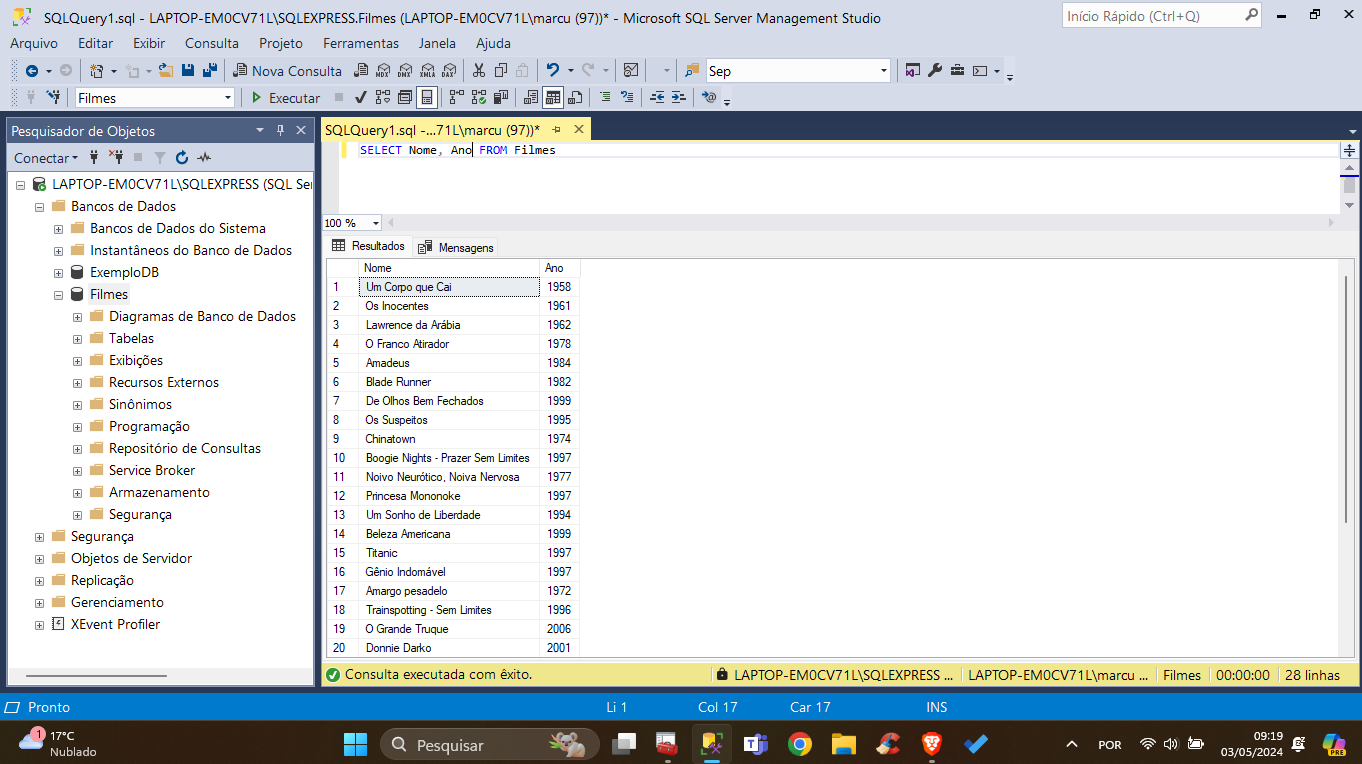 SQLQuery1.sql - LAPTOP-EM0CV71L\SQLEXPRESS.Filmes (LAPTOP-EM0CV71L\marcu (97))* - Microsoft SQL Server Management Studio
Início Rápido (Ctrl+Q)
Arquivo Editar Exibir Consulta Projeto Ferramentas Janela Ajuda
Nova Consulta
MDX DMX XMLA DAX
Sep
Filmes
Executar
Pesquisador de Objetos
SQLQuery1.sql -...71L\marcu (97))*
Conectar
SELECT Nome, Ano FROM Filmes
LAPTOP-EM0CV71L\SQLEXPRESS (SQL Ser
Bancos de Dados
Bancos de Dados do Sistema
Instantâneos do Banco de Dados
ExemploDB
Filmes
Diagramas de Banco de Dados
Tabelas
Exibições
Recursos Externos
Sinônimos
Programação
Repositório de Consultas
Service Broker
Armazenamento
Segurança
Segurança
Objetos de Servidor
Replicação
Gerenciamento
XEvent Profiler
100 %
Resultados Mensagens
Nome Ano
1 Um Corpo que Cai 1958
2 Os Inocentes 1961
3 Lawrence da Arábia 1962
4 O Franco Atirador 1978
5 Amadeus 1984
6 Blade Runner 1982
7 De Olhos Bem Fechados 1999
8 Os Suspeitos 1995
9 Chinatown 1974
10 Boogie Nights - Prazer Sem Limites 1997
11 Noivo Neurótico, Noiva Nervosa 1977
12 Princesa Mononoke 1997
13 Um Sonho de Liberdade 1994
14 Beleza Americana 1999
15 Titanic 1997
16 Gênio Indomável 1997
17 Amargo pesadelo 1972
18 Trainspotting - Sem Limites 1996
19 O Grande Truque 2006
20 Donnie Darko 2001
Consulta executada com êxito. LAPTOP-EM0CV71L\SQLEXPRESS ... LAPTOP-EM0CV71L\marcu ... Filmes 00:00:00 28 linhas
Pronto Li 1 Col 17 Car 17 INS
1
17°C
Nublado
Pesquisar
POR
09:19
03/05/2024
PRE